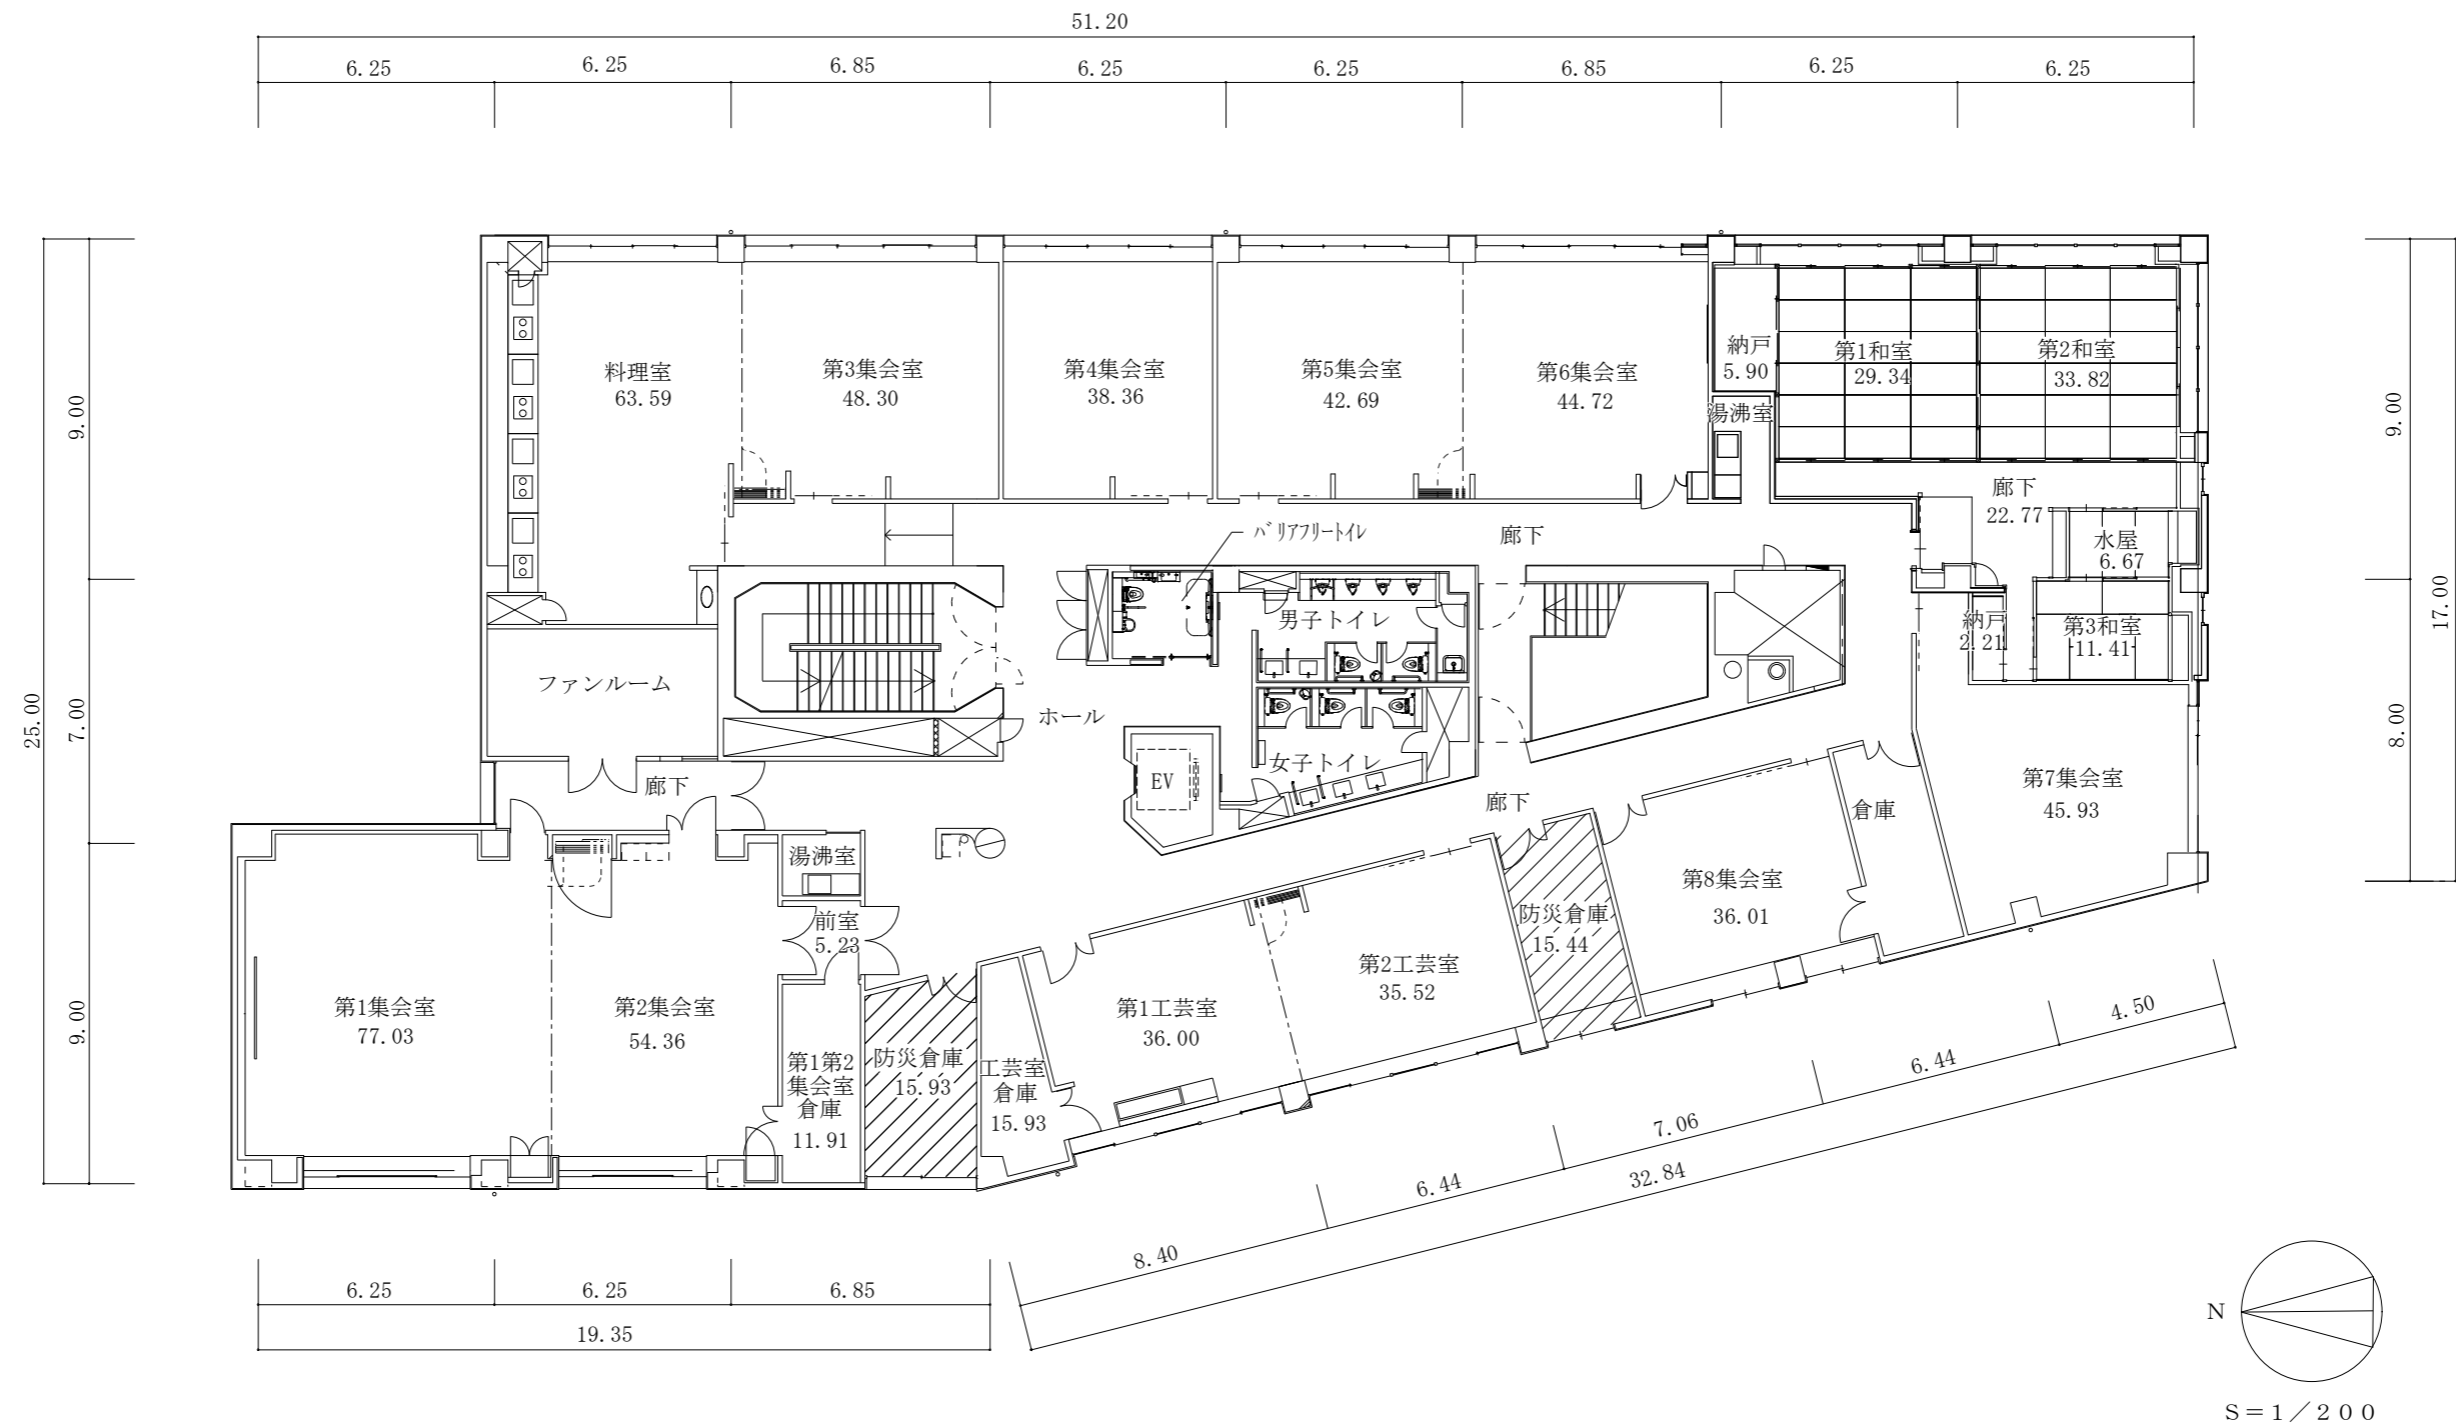 51.20
6.25
6.25
6.85
6.25
6.25
6.85
6.25
6.25
25.00
9.00
7.00
9.00
17.00
9.00
8.00
料理室
63.59
第3集会室
48.30
第4集会室
38.36
第5集会室
42.69
第6集会室
44.72
納戸
5.90
第1和室
29.34
第2和室
33.82
湯沸室
廊下
22.77
水屋
6.67
バリアフリートイレ
廊下
男子トイレ
納戸
2.21
第3和室
11.41
ファンルーム
ホール
女子トイレ
EV
廊下
廊下
倉庫
第7集会室
45.93
湯沸室
前室
5.23
第8集会室
36.01
防災倉庫
15.44
第2工芸室
35.52
第1集会室
77.03
第2集会室
54.36
第1工芸室
36.00
第1第2
集会室
倉庫
11.91
防災倉庫
15.93
工芸室
倉庫
15.93
4.50
6.44
7.06
6.44
8.40
32.84
6.25
6.25
6.85
19.35
N
S=1/200